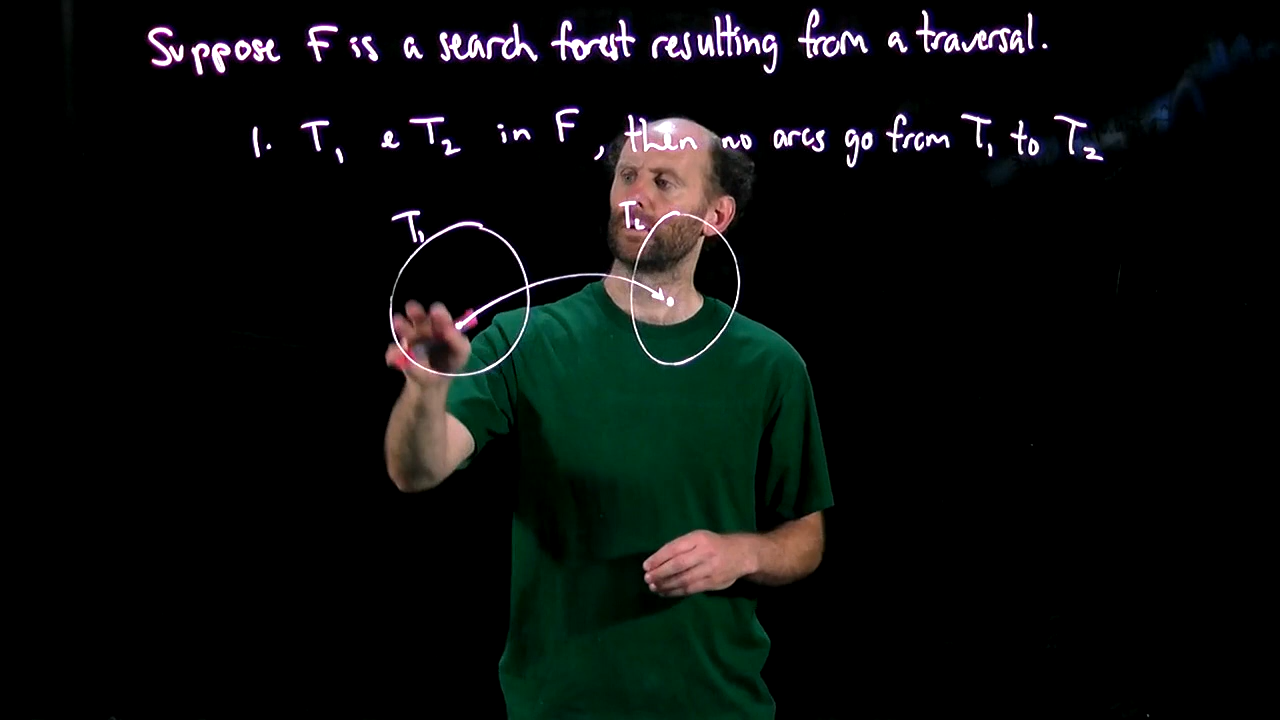 Suppose F is a search forest resulting from a traversal.
1. T₁ e T₂ in F, then no arcs go from T₁ to T₂
T₁
T₂